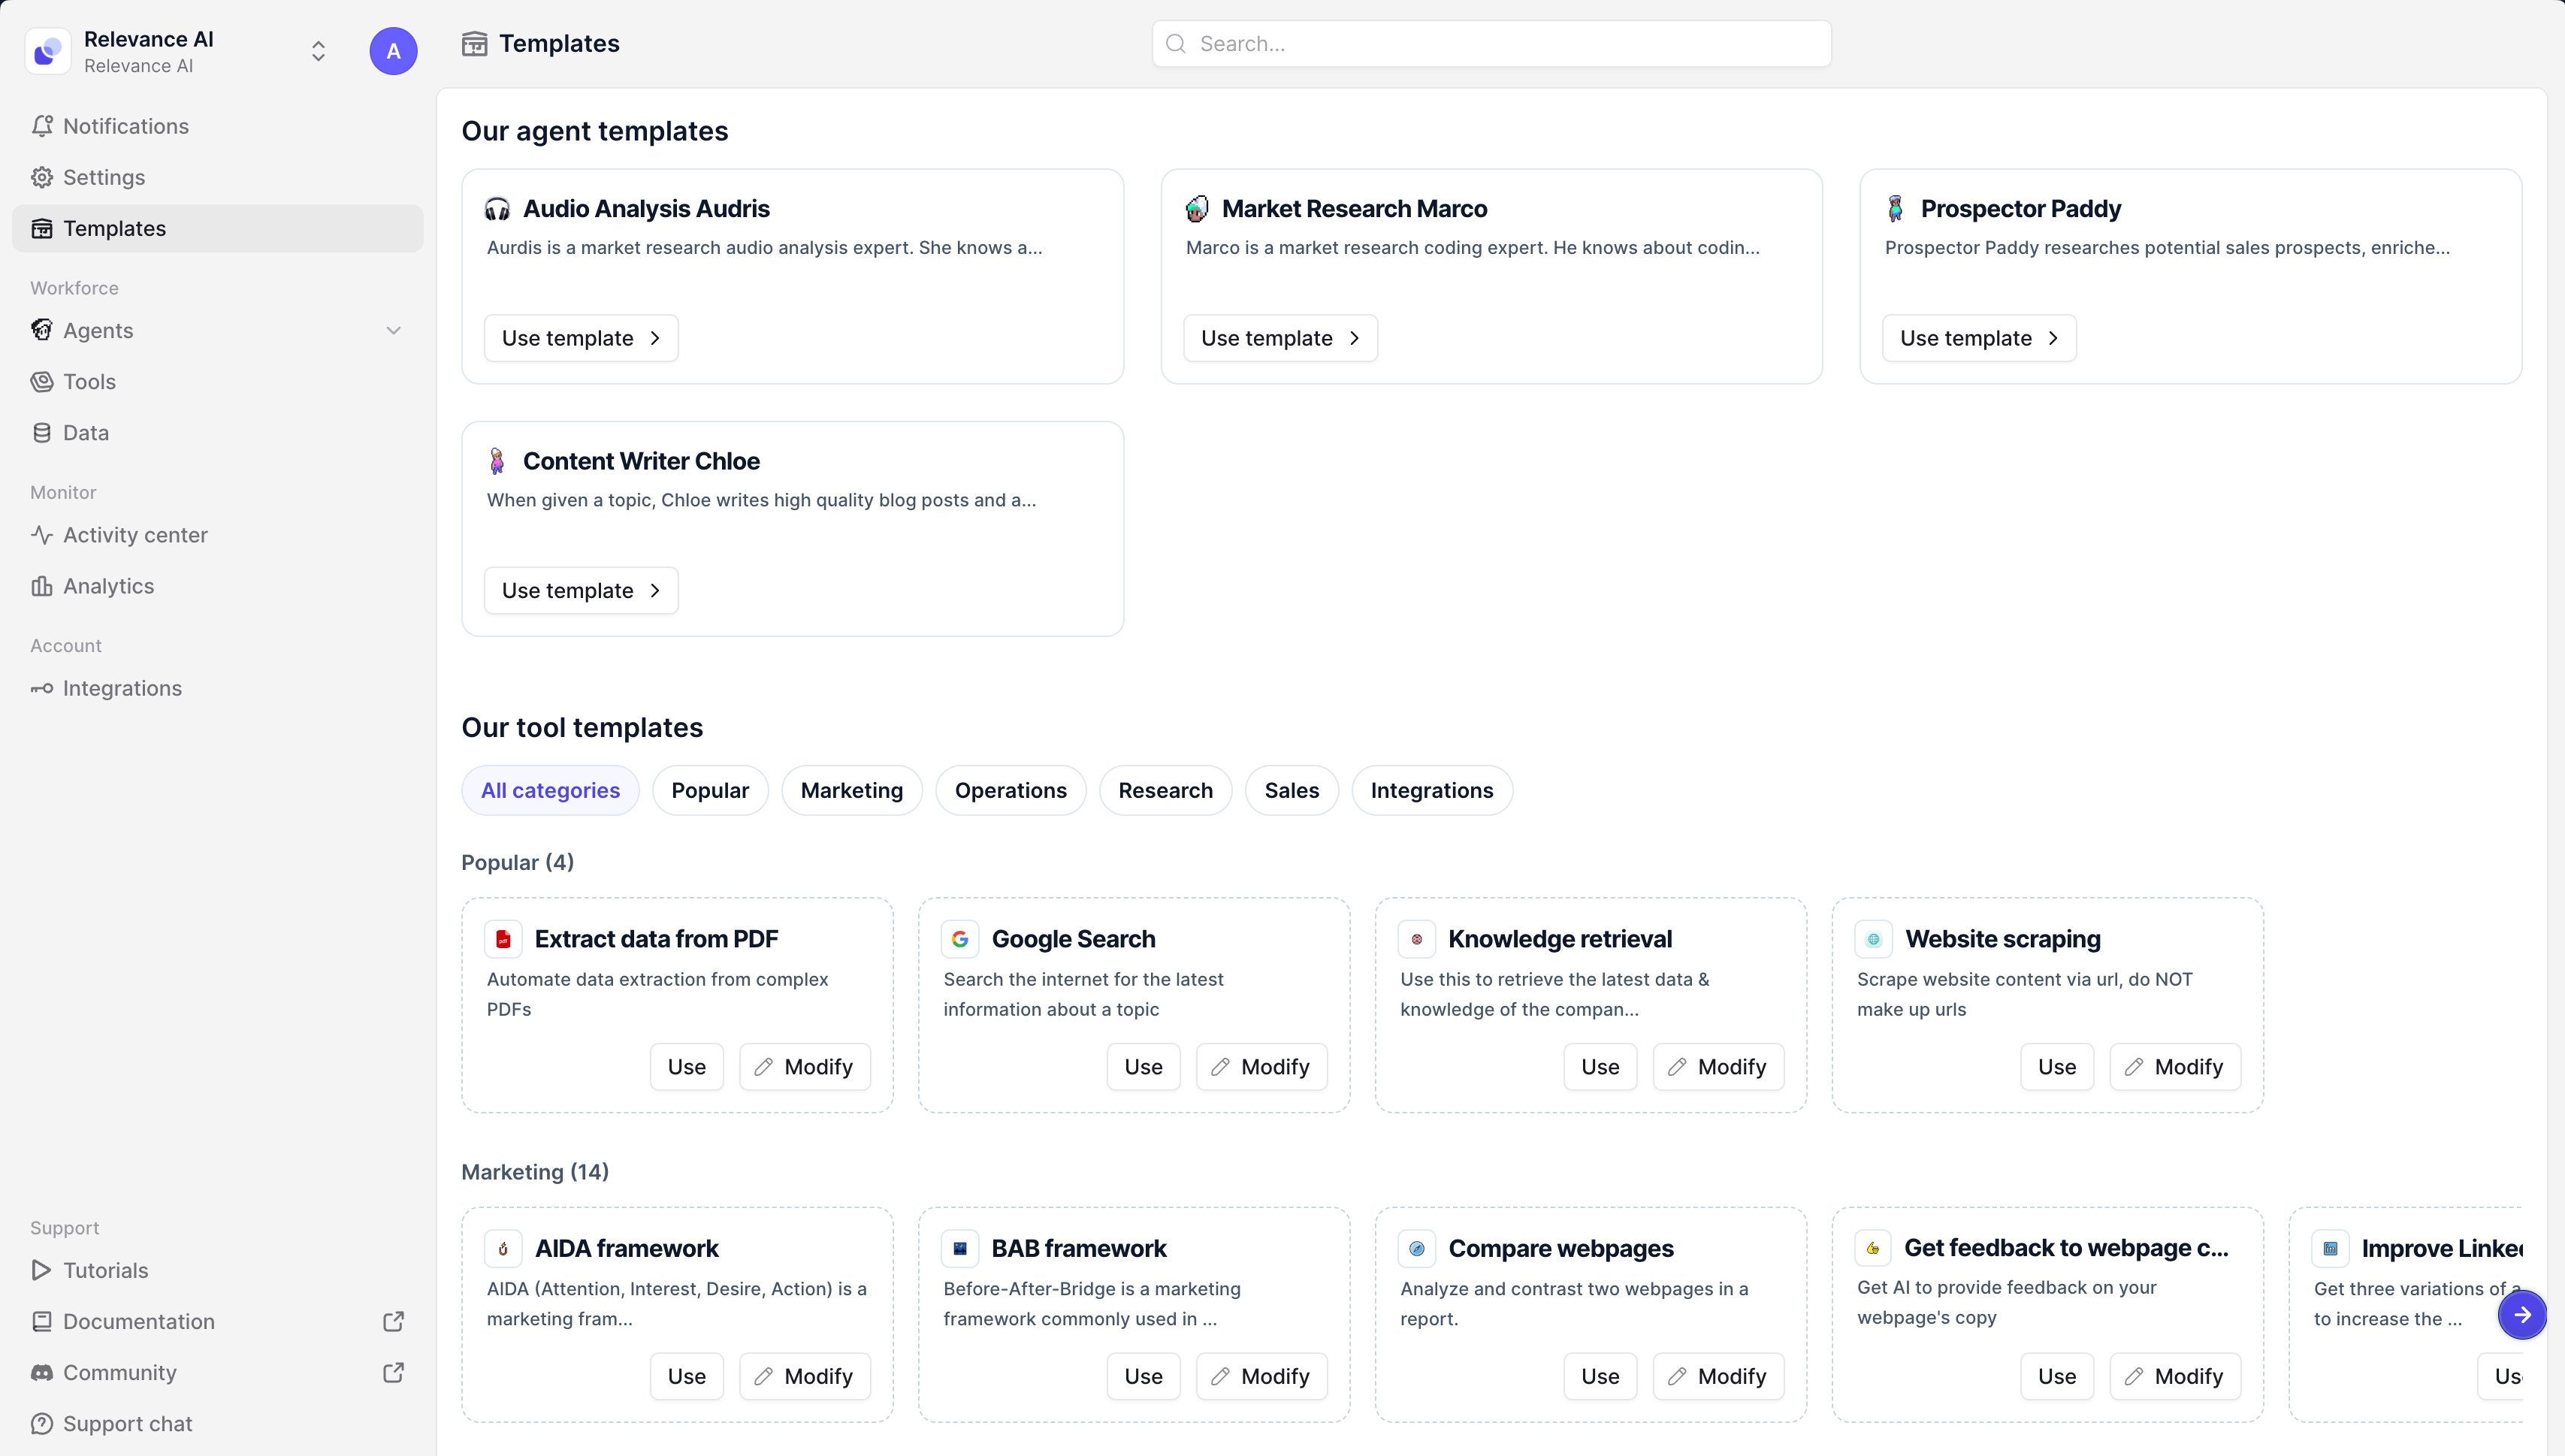 Relevance AI
Relevance AI
A
Notifications
Settings
Templates
Workforce
Agents
Tools
Data
Monitor
Activity center
Analytics
Account
Integrations
Support
Tutorials
Documentation
Community
Support chat
Templates
Search...
Our agent templates
Audio Analysis Audris
Aurdis is a market research audio analysis expert. She knows a...
Use template
Market Research Marco
Marco is a market research coding expert. He knows about codin...
Use template
Prospector Paddy
Prospector Paddy researches potential sales prospects, enriche...
Use template
Content Writer Chloe
When given a topic, Chloe writes high quality blog posts and a...
Use template
Our tool templates
All categories
Popular
Marketing
Operations
Research
Sales
Integrations
Popular (4)
Extract data from PDF
Automate data extraction from complex
PDFs
Use
Modify
Google Search
Search the internet for the latest
information about a topic
Use
Modify
Knowledge retrieval
Use this to retrieve the latest data &
knowledge of the compan...
Use
Modify
Website scraping
Scrape website content via url, do NOT
make up urls
Use
Modify
Marketing (14)
AIDA framework
AIDA (Attention, Interest, Desire, Action) is a
marketing fram...
Use
Modify
BAB framework
Before-After-Bridge is a marketing
framework commonly used in ...
Use
Modify
Compare webpages
Analyze and contrast two webpages in a
report.
Use
Modify
Get feedback to webpage c...
Get AI to provide feedback on your
webpage's copy
Use
Modify
Improve
Get three variations of
to increase the ...